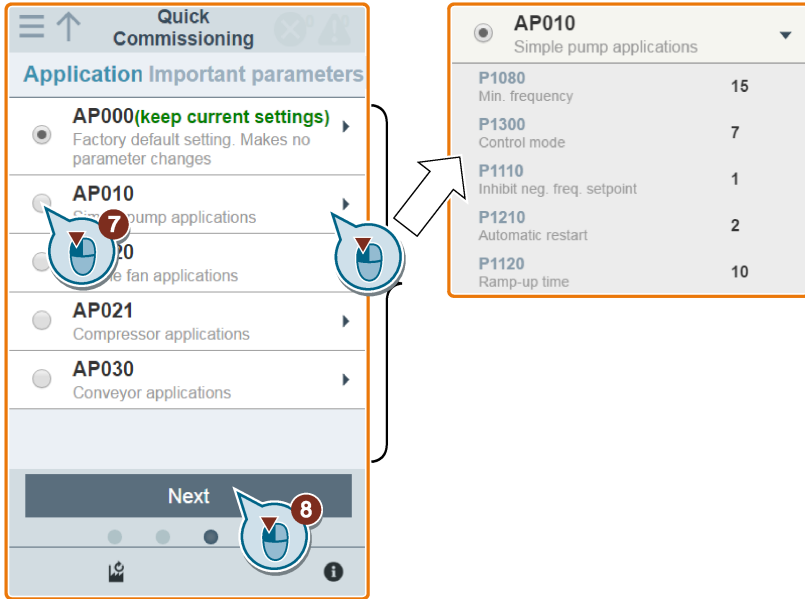 Quick
Commissioning
Application Important parameters
AP000(keep current settings)
Factory default setting. Makes no
parameter changes
AP010
pump applications
7
20
fan applications
AP021
Compressor applications
AP030
Conveyor applications
Next
8
AP010
Simple pump applications
P1080 15
Min. frequency
P1300 7
Control mode
P1110 1
Inhibit neg. freq. setpoint
P1210 2
Automatic restart
P1120 10
Ramp-up time